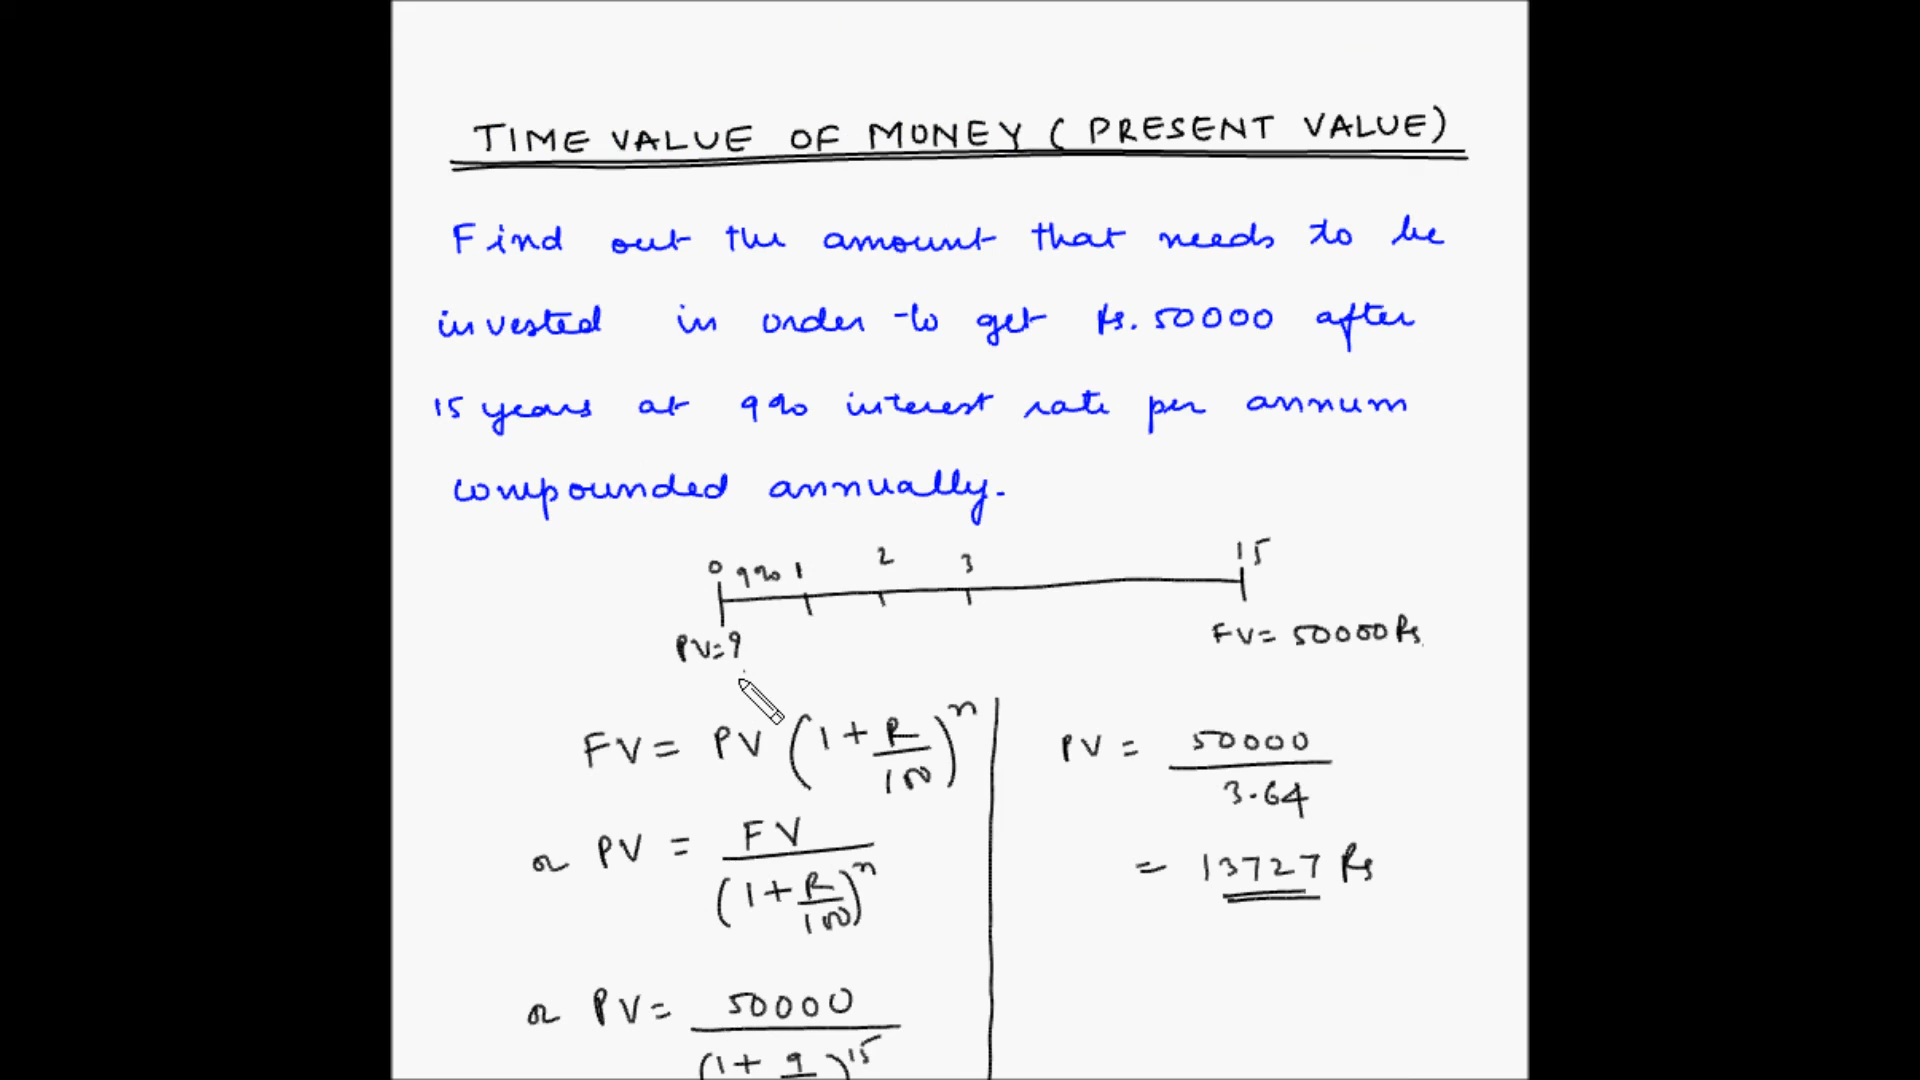 TIME VALUE OF MONEY (PRESENT VALUE)
Find out the amount that needs to be
invested in order to get Rs. 50000 after
15 years at 9% interest rate per annum
compounded annually.
0 9% 1 2 3 15
PV=?
FV= 50000 Rs
FV = PV (1 + R/100)^n
or PV = FV / (1 + R/100)^n
or PV = 50000 / (1 + 9)^15
PV = 50000 / 3.64
= 13727 Rs